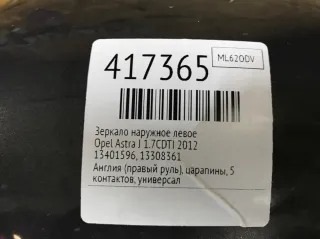 417365
ML620DV
Зеркало наружное левое
Opel Astra J 1.7CDTI 2012
13401596, 13308361
Англия (правый руль), царапины, 5
контактов, универсал